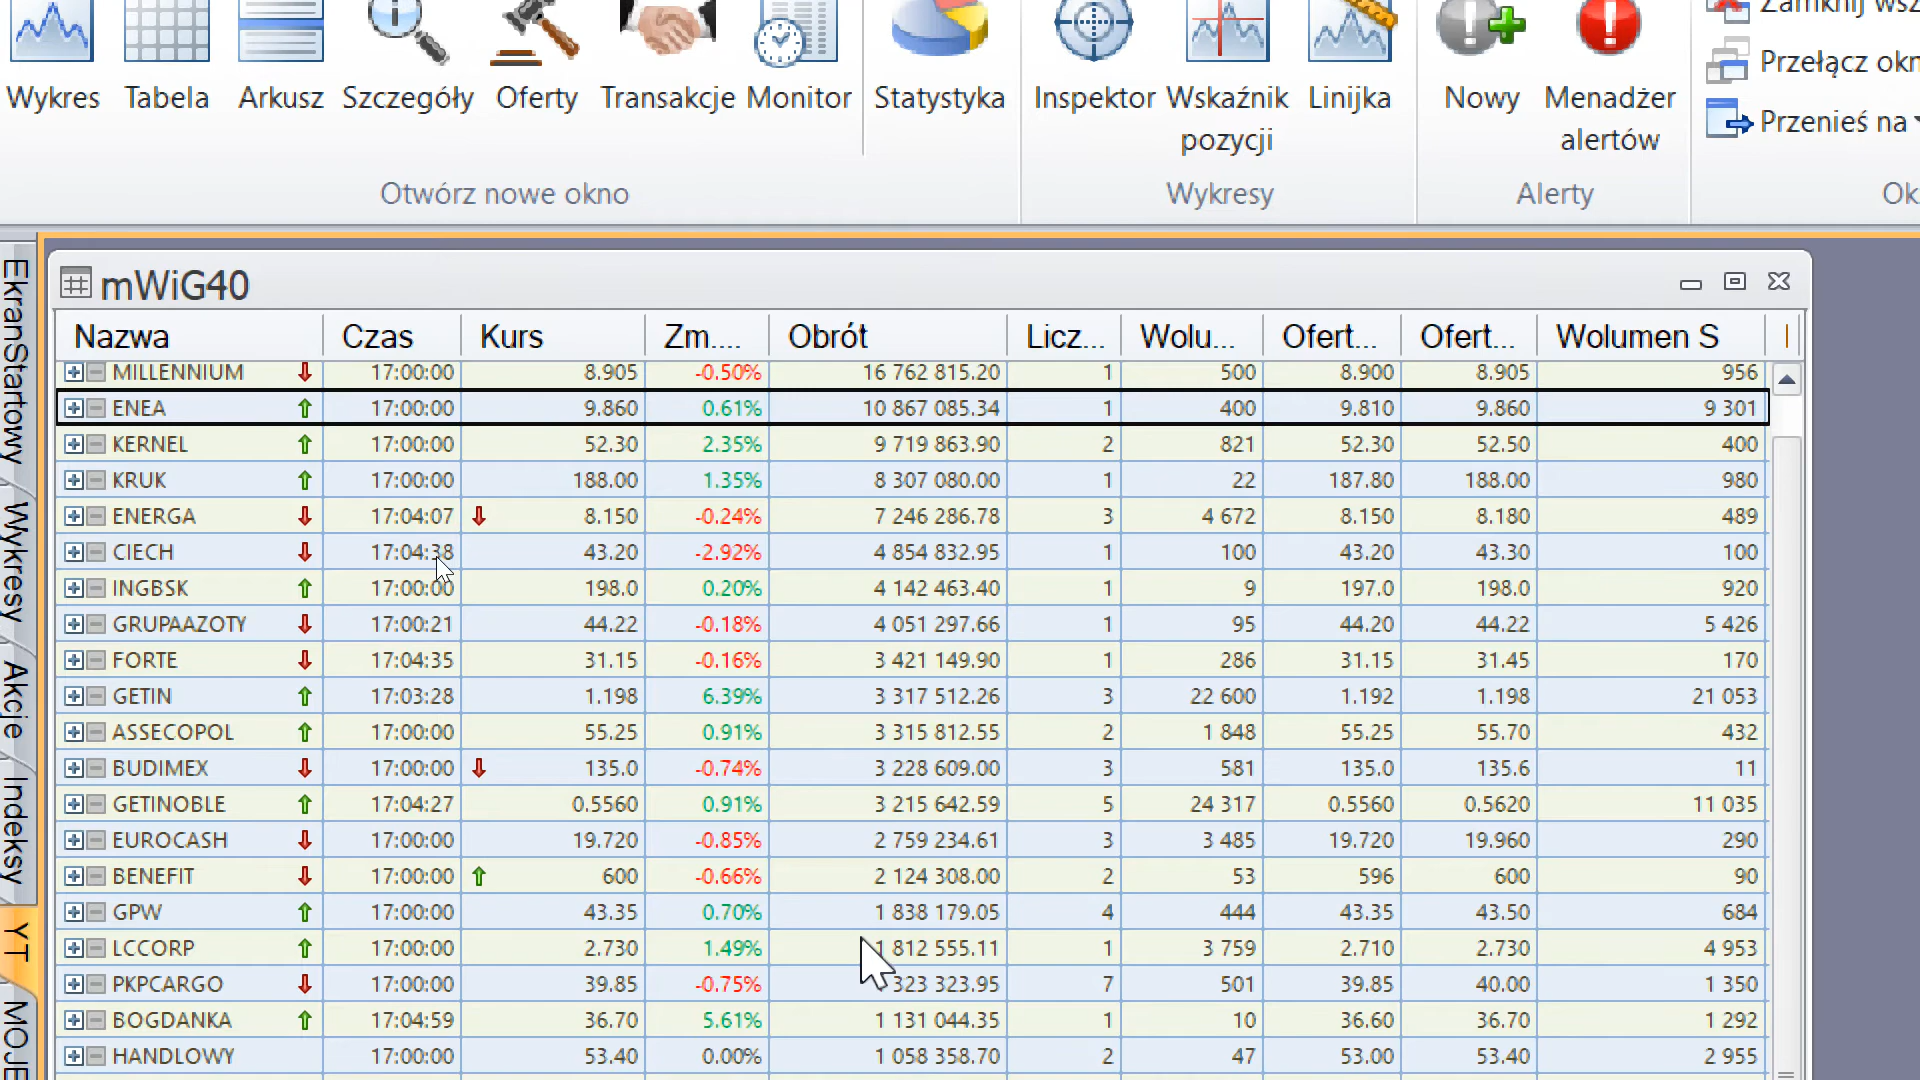 Zamknij wsz
Przełącz okn
Przenieś na
Wykres Tabela Arkusz Szczegóły Oferty Transakcje Monitor Statystyka Inspektor Wskaźnik pozycji Linijka Nowy Menadżer alertów
Otwórz nowe okno Wykresy Alerty Ok
EkranStartowy
Wykresy
Akcje
Indeksy
YT
MOJE
mWiG40
Nazwa Czas Kurs Zm.... Obrót Licz... Wolu... Ofert... Ofert... Wolumen S
MILLENNIUM 17:00:00 8.905 -0.50% 16 762 815.20 1 500 8.900 8.905 956
ENEA 17:00:00 9.860 0.61% 10 867 085.34 1 400 9.810 9.860 9 301
KERNEL 17:00:00 52.30 2.35% 9 719 863.90 2 821 52.30 52.50 400
KRUK 17:00:00 188.00 1.35% 8 307 080.00 1 22 187.80 188.00 980
ENERGA 17:04:07 8.150 -0.24% 7 246 286.78 3 4 672 8.150 8.180 489
CIECH 17:04:38 43.20 -2.92% 4 854 832.95 1 100 43.20 43.30 100
INGBSK 17:00:00 198.0 0.20% 4 142 463.40 1 9 197.0 198.0 920
GRUPAAZOTY 17:00:21 44.22 -0.18% 4 051 297.66 1 95 44.20 44.22 5 426
FORTE 17:04:35 31.15 -0.16% 3 421 149.90 1 286 31.15 31.45 170
GETIN 17:03:28 1.198 6.39% 3 317 512.26 3 22 600 1.192 1.198 21 053
ASSECOPOL 17:00:00 55.25 0.91% 3 315 812.55 2 1 848 55.25 55.70 432
BUDIMEX 17:00:00 135.0 -0.74% 3 228 609.00 3 581 135.0 135.6 11
GETINOBLE 17:04:27 0.5560 0.91% 3 215 642.59 5 24 317 0.5560 0.5620 11 035
EUROCASH 17:00:00 19.720 -0.85% 2 759 234.61 3 3 485 19.720 19.960 290
BENEFIT 17:00:00 600 -0.66% 2 124 308.00 2 53 596 600 90
GPW 17:00:00 43.35 0.70% 1 838 179.05 4 444 43.35 43.50 684
LCCORP 17:00:00 2.730 1.49% 1 812 555.11 1 3 759 2.710 2.730 4 953
PKPCARGO 17:00:00 39.85 -0.75% 323 323.95 7 501 39.85 40.00 1 350
BOGDANKA 17:04:59 36.70 5.61% 1 131 044.35 1 10 36.60 36.70 1 292
HANDLOWY 17:00:00 53.40 0.00% 1 058 358.70 2 47 53.00 53.40 2 955